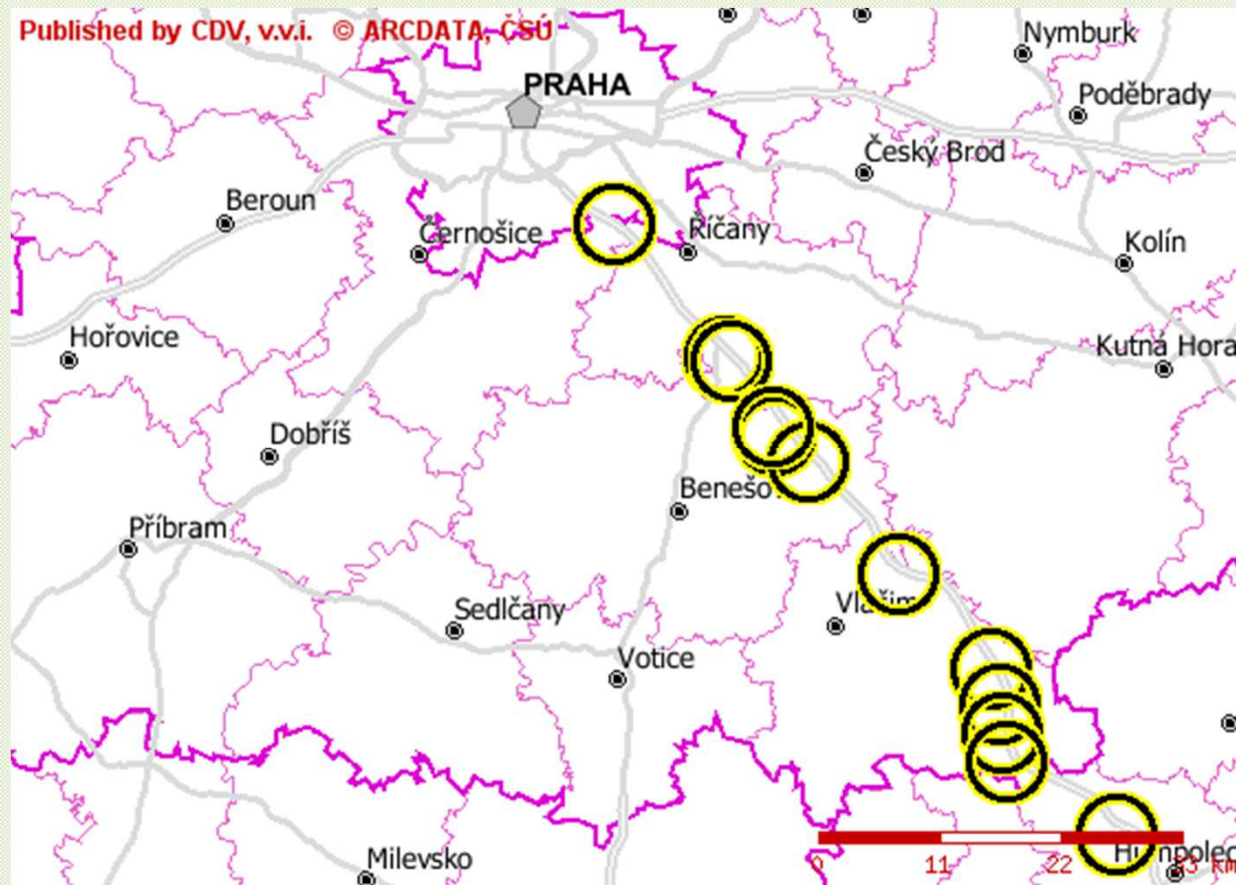 Published by CDV, v.v.i. © ARCDATA, ČSÚ
Nymburk
PRAHA
Poděbrady
Český Brod
Beroun
Černošice
Říčany
Kolín
Hořovice
Kutná Hora
Dobříš
Příbram
Sedlčany
Votice
Milevsko
0 11 22 km